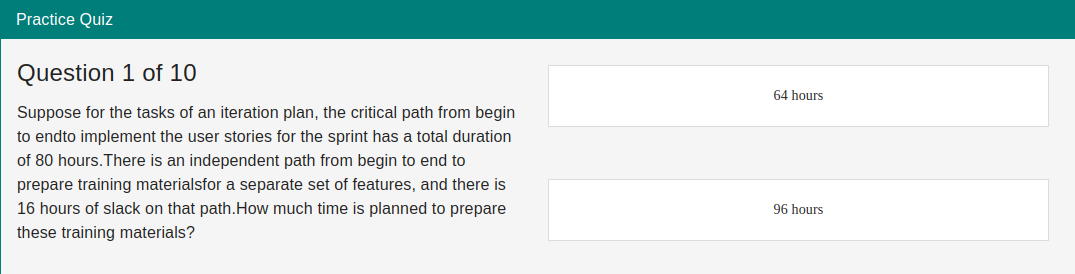 Practice Quiz
Question 1 of 10
Suppose for the tasks of an iteration plan, the critical path from begin
to endto implement the user stories for the sprint has a total duration
of 80 hours.There is an independent path from begin to end to
prepare training materialsfor a separate set of features, and there is
16 hours of slack on that path.How much time is planned to prepare
these training materials?
64 hours
96 hours